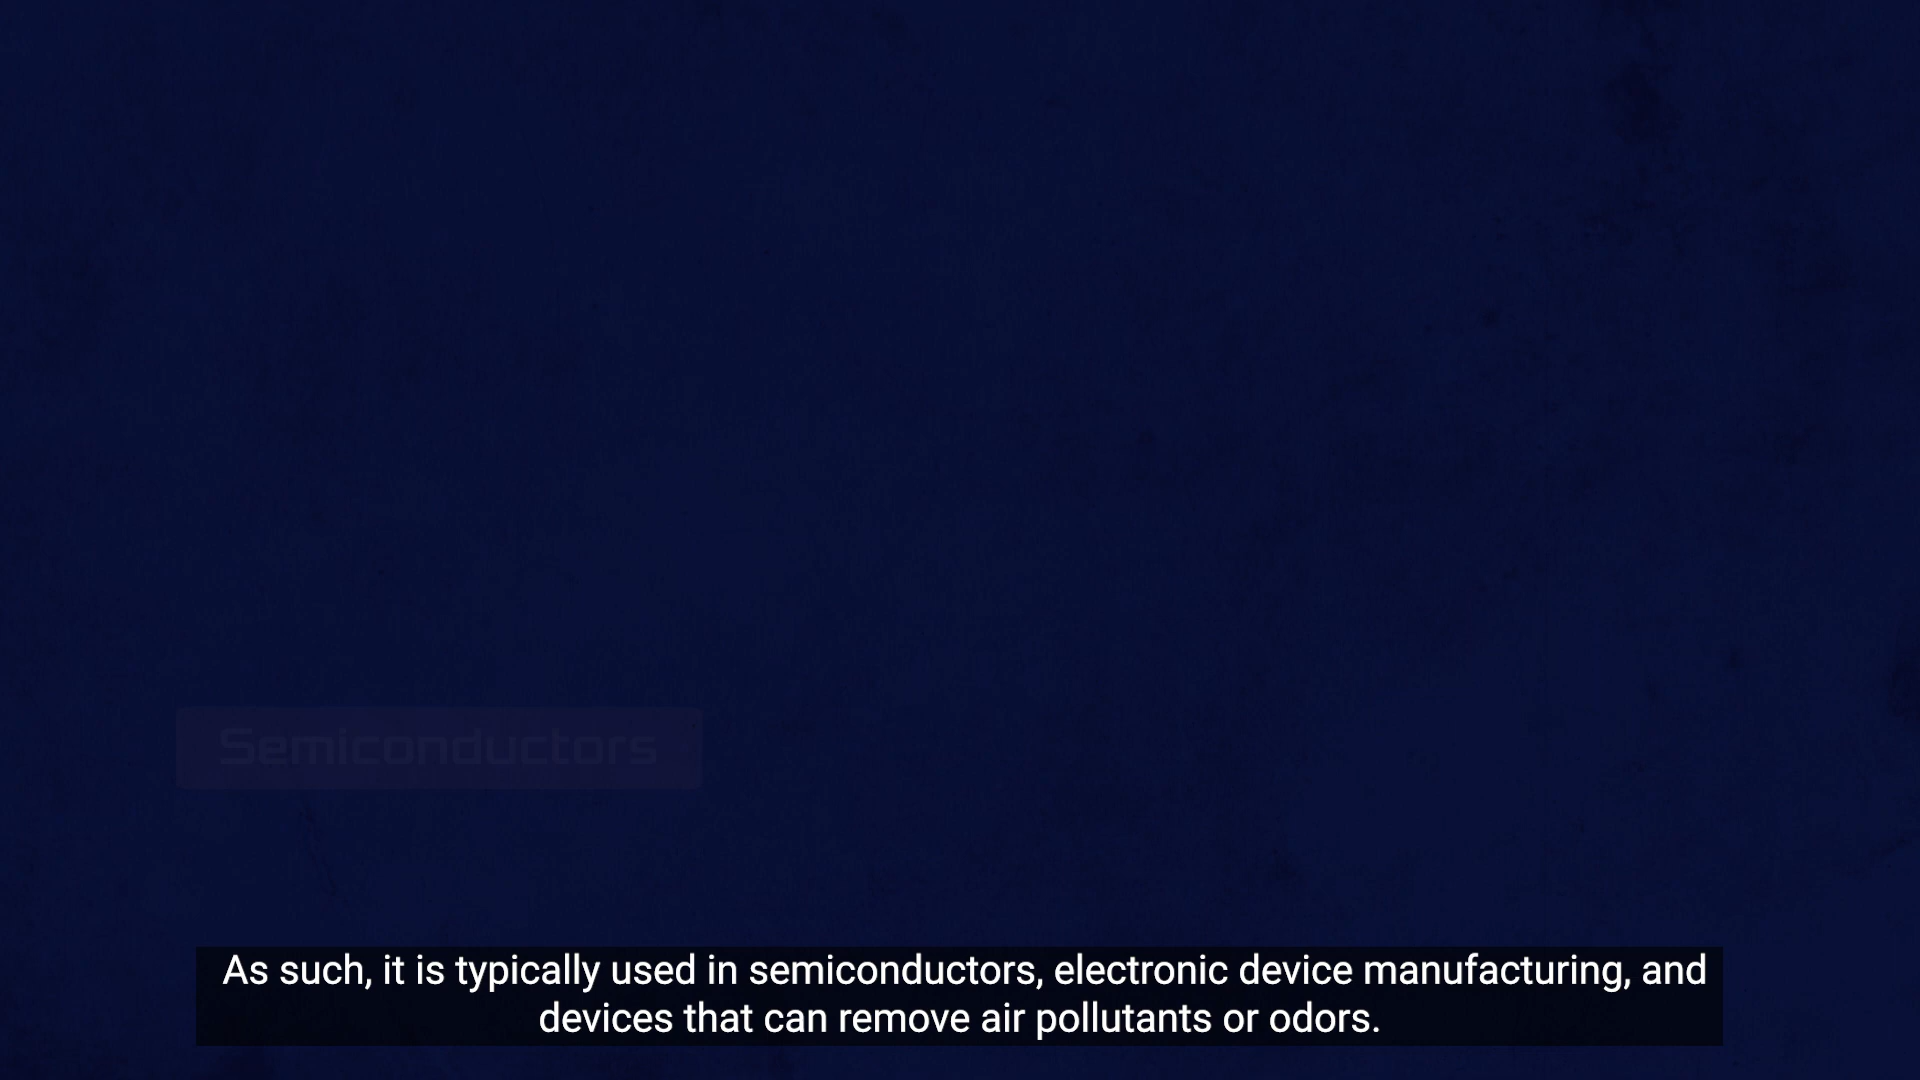 Semiconductors
As such, it is typically used in semiconductors, electronic device manufacturing, and
devices that can remove air pollutants or odors.